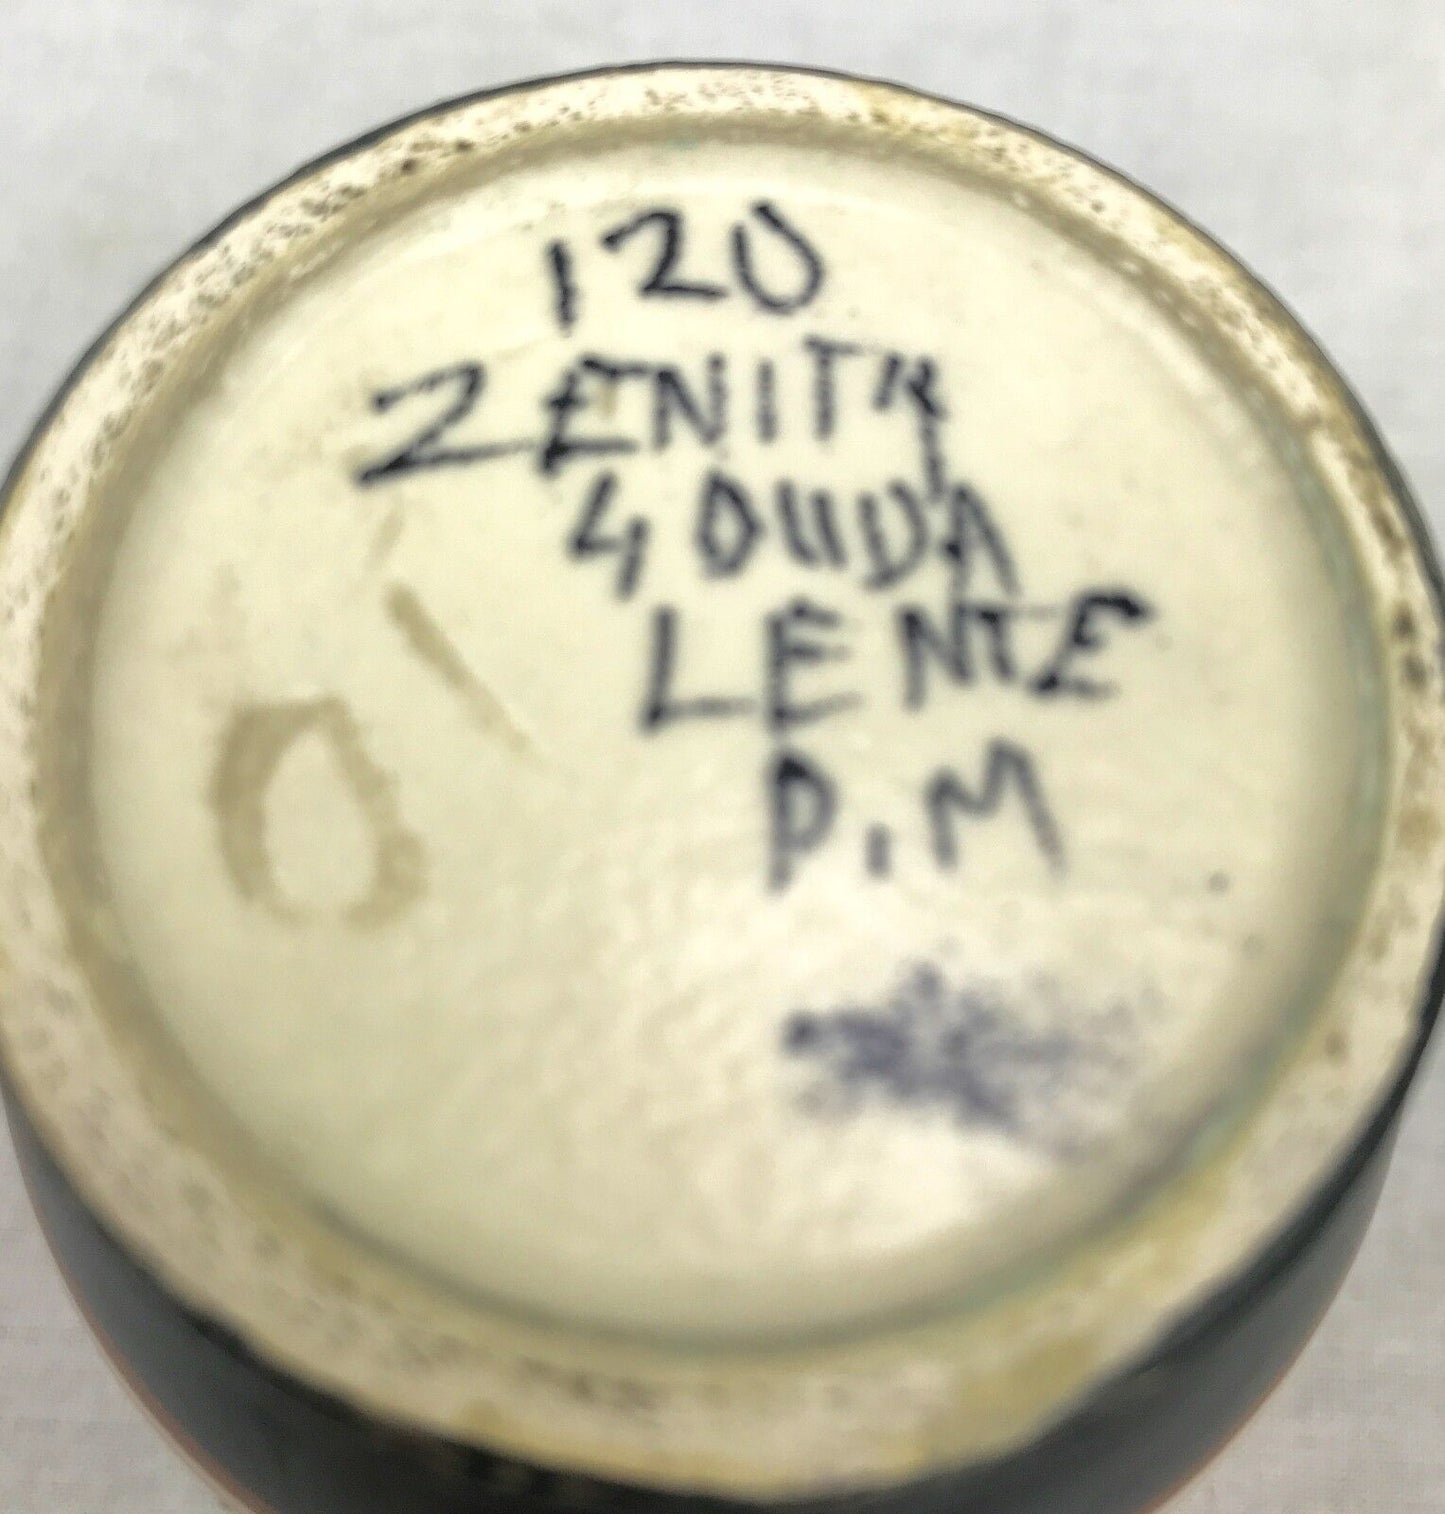 120
ZENITH
GOUDA
LENTE
D.M